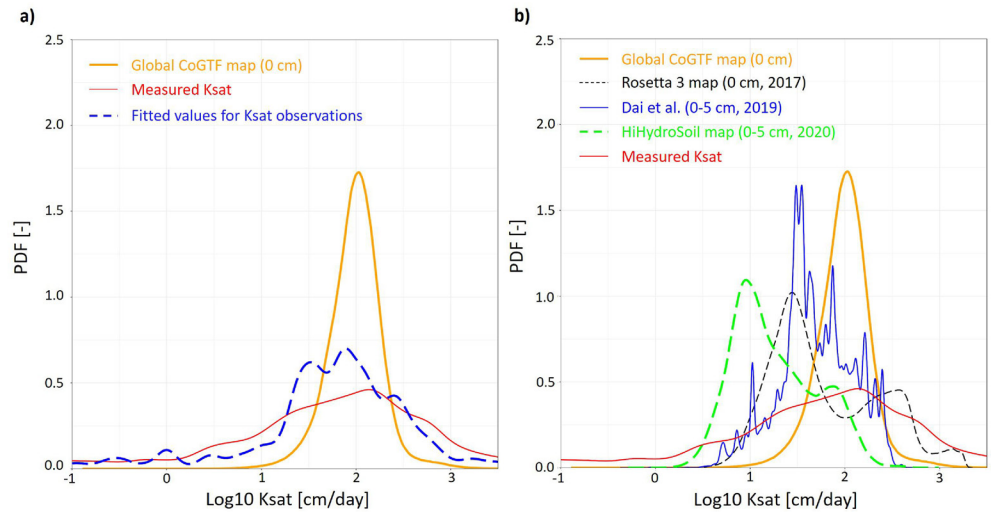 a)
2.5
Global CoGTF map (0 cm)
Measured Ksat
Fitted values for Ksat observations
2.0
1.5
PDF [-]
1.0
0.5
0.0
-1 0 1 2 3
Log10 Ksat [cm/day]
b)
2.5
Global CoGTF map (0 cm)
Rosetta 3 map (0 cm, 2017)
Dai et al. (0-5 cm, 2019)
HiHydroSoil map (0-5 cm, 2020)
Measured Ksat
2.0
1.5
PDF [-]
1.0
0.5
0.0
-1 0 1 2 3
Log10 Ksat [cm/day]